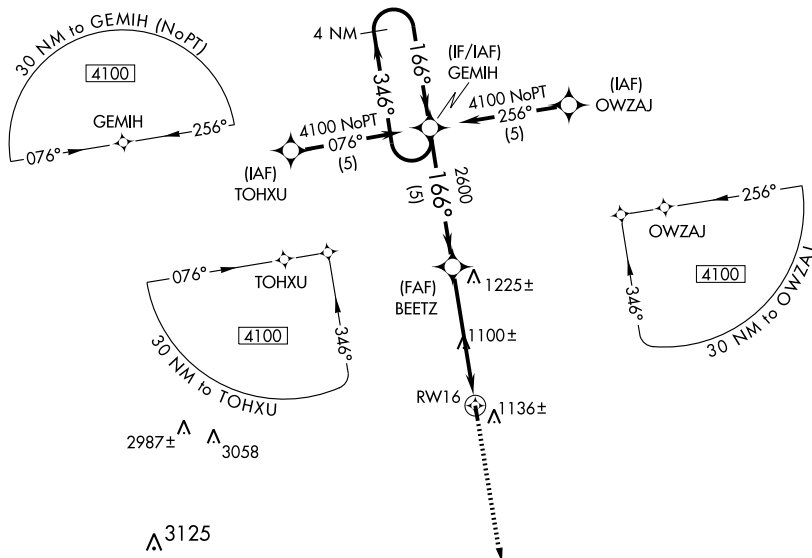 30 NM to GEMIH (NoPT)
4100
GEMIH
076°
256°
4 NM
346°
166°
(IF/IAF)
GEMIH
(IAF)
OWZAJ
4100 NoPT
256°
(5)
4100 NoPT
076°
(5)
(IAF)
TOHXU
2600
166°
(5)
256°
OWZAJ
4100
346°
30 NM to OWZAJ
076°
TOHXU
4100
346°
30 NM to TOHXU
(FAF)
BEETZ
1225±
1100±
RW16
1136±
2987±
3058
3125